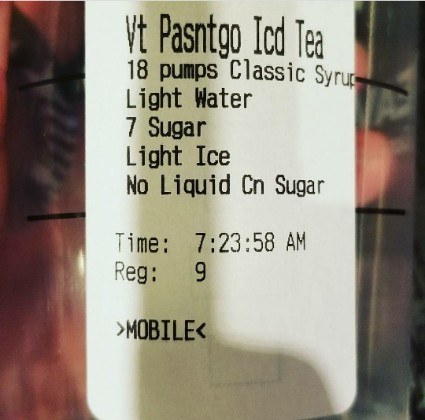 Vt Pasntgo Icd Tea
18 pumps Classic Syrup
Light Water
7 Sugar
Light Ice
No Liquid Cn Sugar
Time: 7:23:58 AM
Reg: 9
>MOBILE<